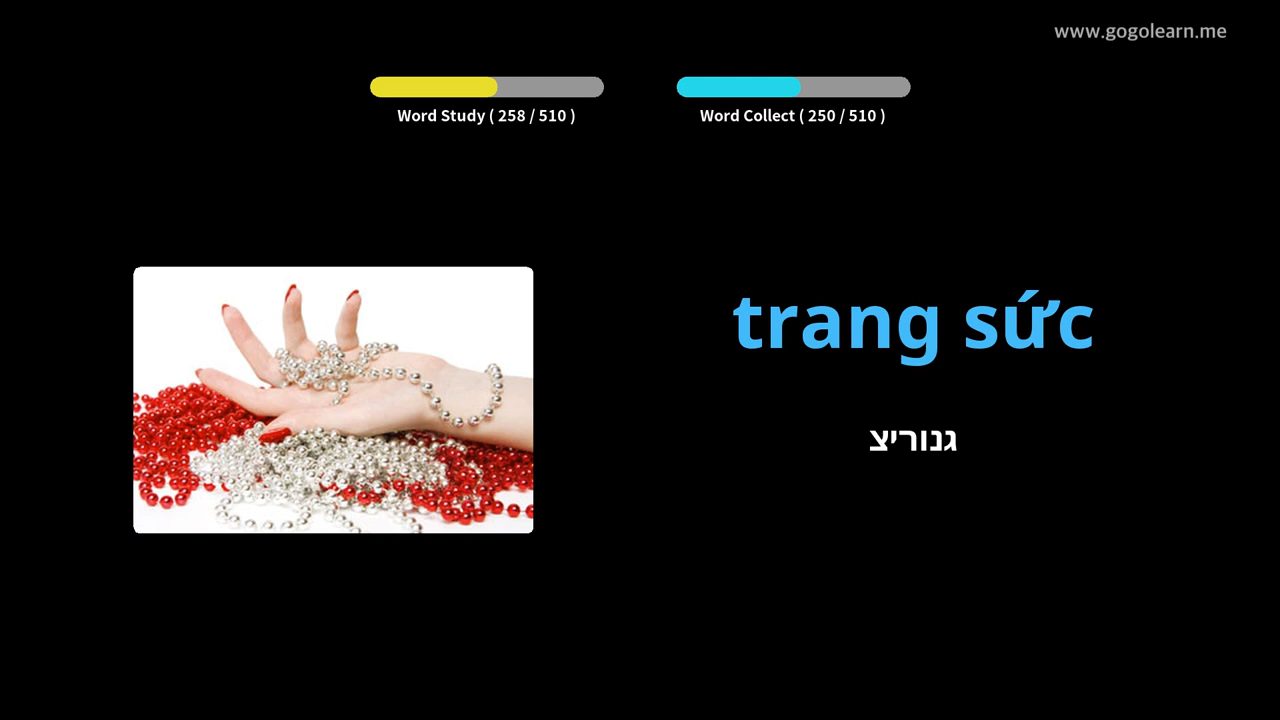 www.gogolearn.me
Word Study ( 258 / 510 )
Word Collect ( 250 / 510 )
trang sức
גנוריצ